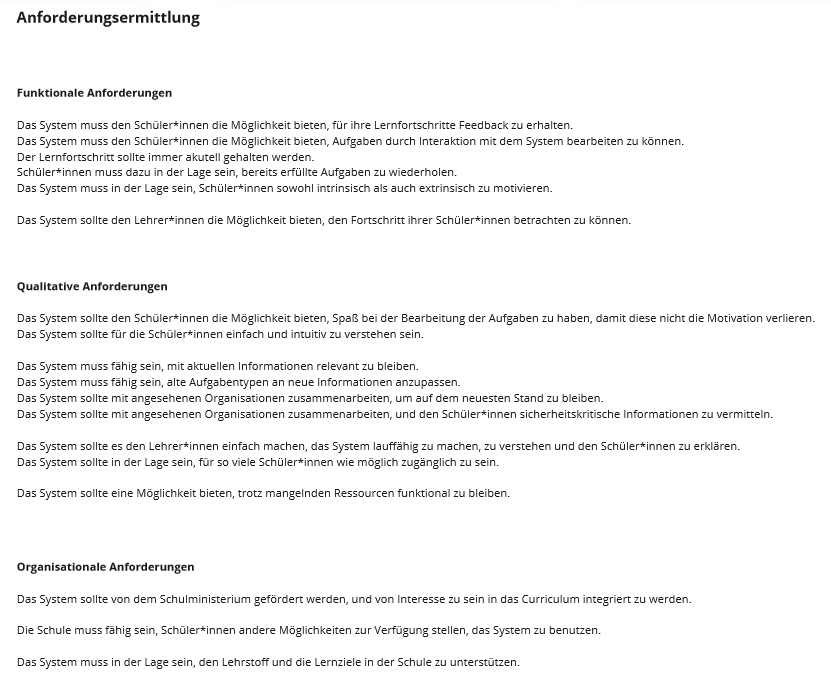 Anforderungsermittlung
Funktionale Anforderungen
Das System muss den Schüler*innen die Möglichkeit bieten, für ihre Lernfortschritte Feedback zu erhalten.
Das System muss den Schüler*innen die Möglichkeit bieten, Aufgaben durch Interaktion mit dem System bearbeiten zu können.
Der Lernfortschritt sollte immer akutell gehalten werden.
Schüler*innen muss dazu in der Lage sein, bereits erfüllte Aufgaben zu wiederholen.
Das System muss in der Lage sein, Schüler*innen sowohl intrinsisch als auch extrinsisch zu motivieren.
Das System sollte den Lehrer*innen die Möglichkeit bieten, den Fortschritt ihrer Schüler*innen betrachten zu können.
Qualitative Anforderungen
Das System sollte den Schüler*innen die Möglichkeit bieten, Spaß bei der Bearbeitung der Aufgaben zu haben, damit diese nicht die Motivation verlieren.
Das System sollte für die Schüler*innen einfach und intuitiv zu verstehen sein.
Das System muss fähig sein, mit aktuellen Informationen relevant zu bleiben.
Das System muss fähig sein, alte Aufgabentypen an neue Informationen anzupassen.
Das System sollte mit angesehenen Organisationen zusammenarbeiten, um auf dem neuesten Stand zu bleiben.
Das System sollte mit angesehenen Organisationen zusammenarbeiten, und den Schüler*innen sicherheitskritische Informationen zu vermitteln.
Das System sollte es den Lehrer*innen einfach machen, das System lauffähig zu machen, zu verstehen und den Schüler*innen zu erklären.
Das System sollte in der Lage sein, für so viele Schüler*innen wie möglich zugänglich zu sein.
Das System sollte eine Möglichkeit bieten, trotz mangelnden Ressourcen funktional zu bleiben.
Organisationale Anforderungen
Das System sollte von dem Schulministerium gefördert werden, und von Interesse zu sein in das Curriculum integriert zu werden.
Die Schule muss fähig sein, Schüler*innen andere Möglichkeiten zur Verfügung stellen, das System zu benutzen.
Das System muss in der Lage sein, den Lehrstoff und die Lernziele in der Schule zu unterstützen.